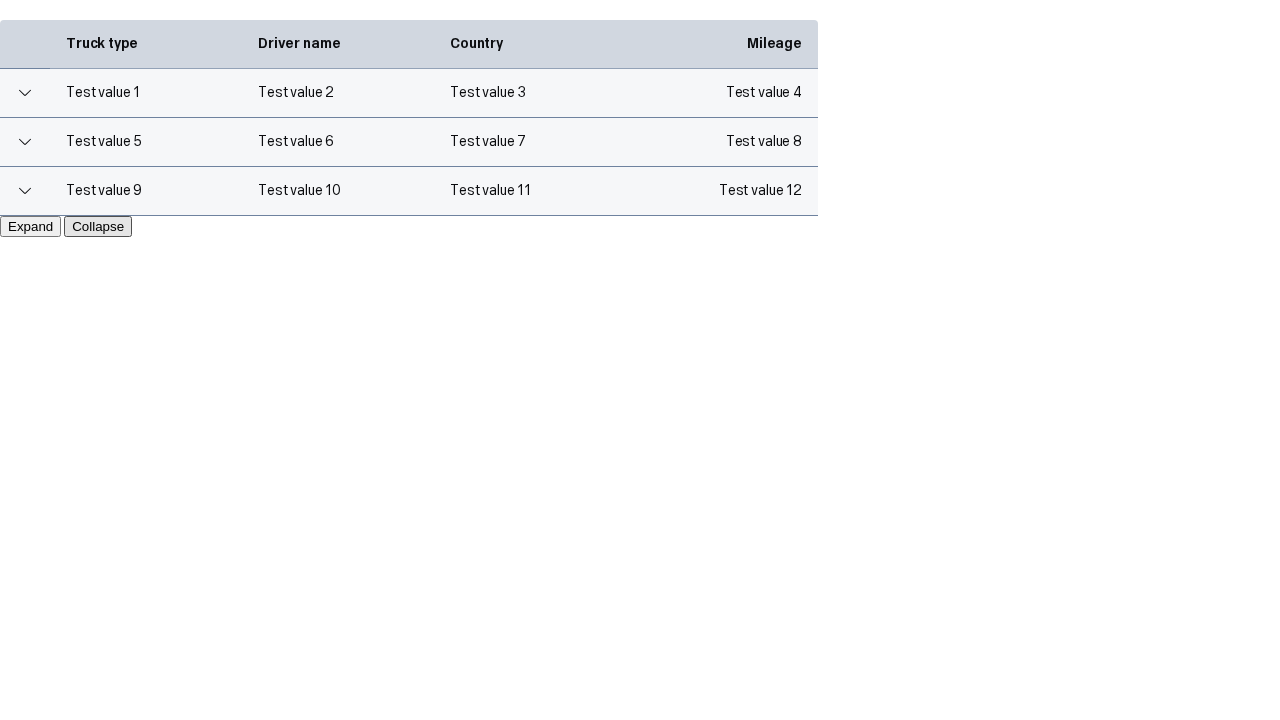 Truck type Driver name Country Mileage
Test value 1 Test value 2 Test value 3 Test value 4
Test value 5 Test value 6 Test value 7 Test value 8
Test value 9 Test value 10 Test value 11 Test value 12
Expand Collapse